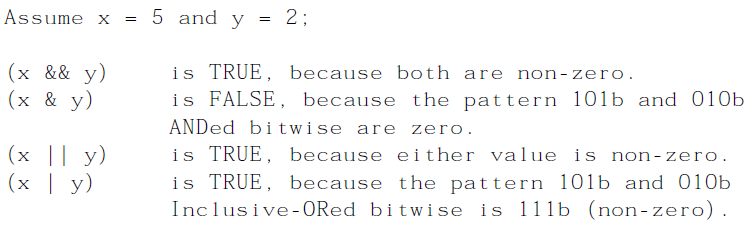 Assume x = 5 and y = 2;
(x && y) is TRUE, because both are non-zero.
(x & y) is FALSE, because the pattern 101b and 010b
ANDed bitwise are zero.
(x || y) is TRUE, because either value is non-zero.
(x | y) is TRUE, because the pattern 101b and 010b
Inclusive-ORed bitwise is 111b (non-zero).